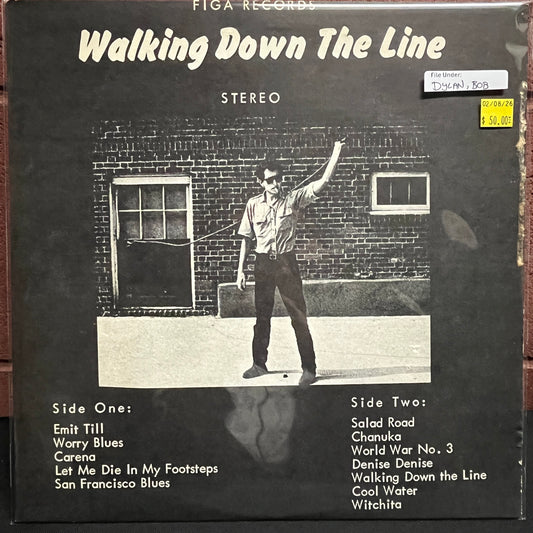 FIGA RECORDS
Walking Down The Line
File Under:
DYLAN, BOB
STEREO
02/08/26
$ 50.00
Side One:
Emit Till
Worry Blues
Carena
Let Me Die In My Footsteps
San Francisco Blues
Side Two:
Salad Road
Chanuka
World War No. 3
Denise Denise
Walking Down the Line
Cool Water
Witchita